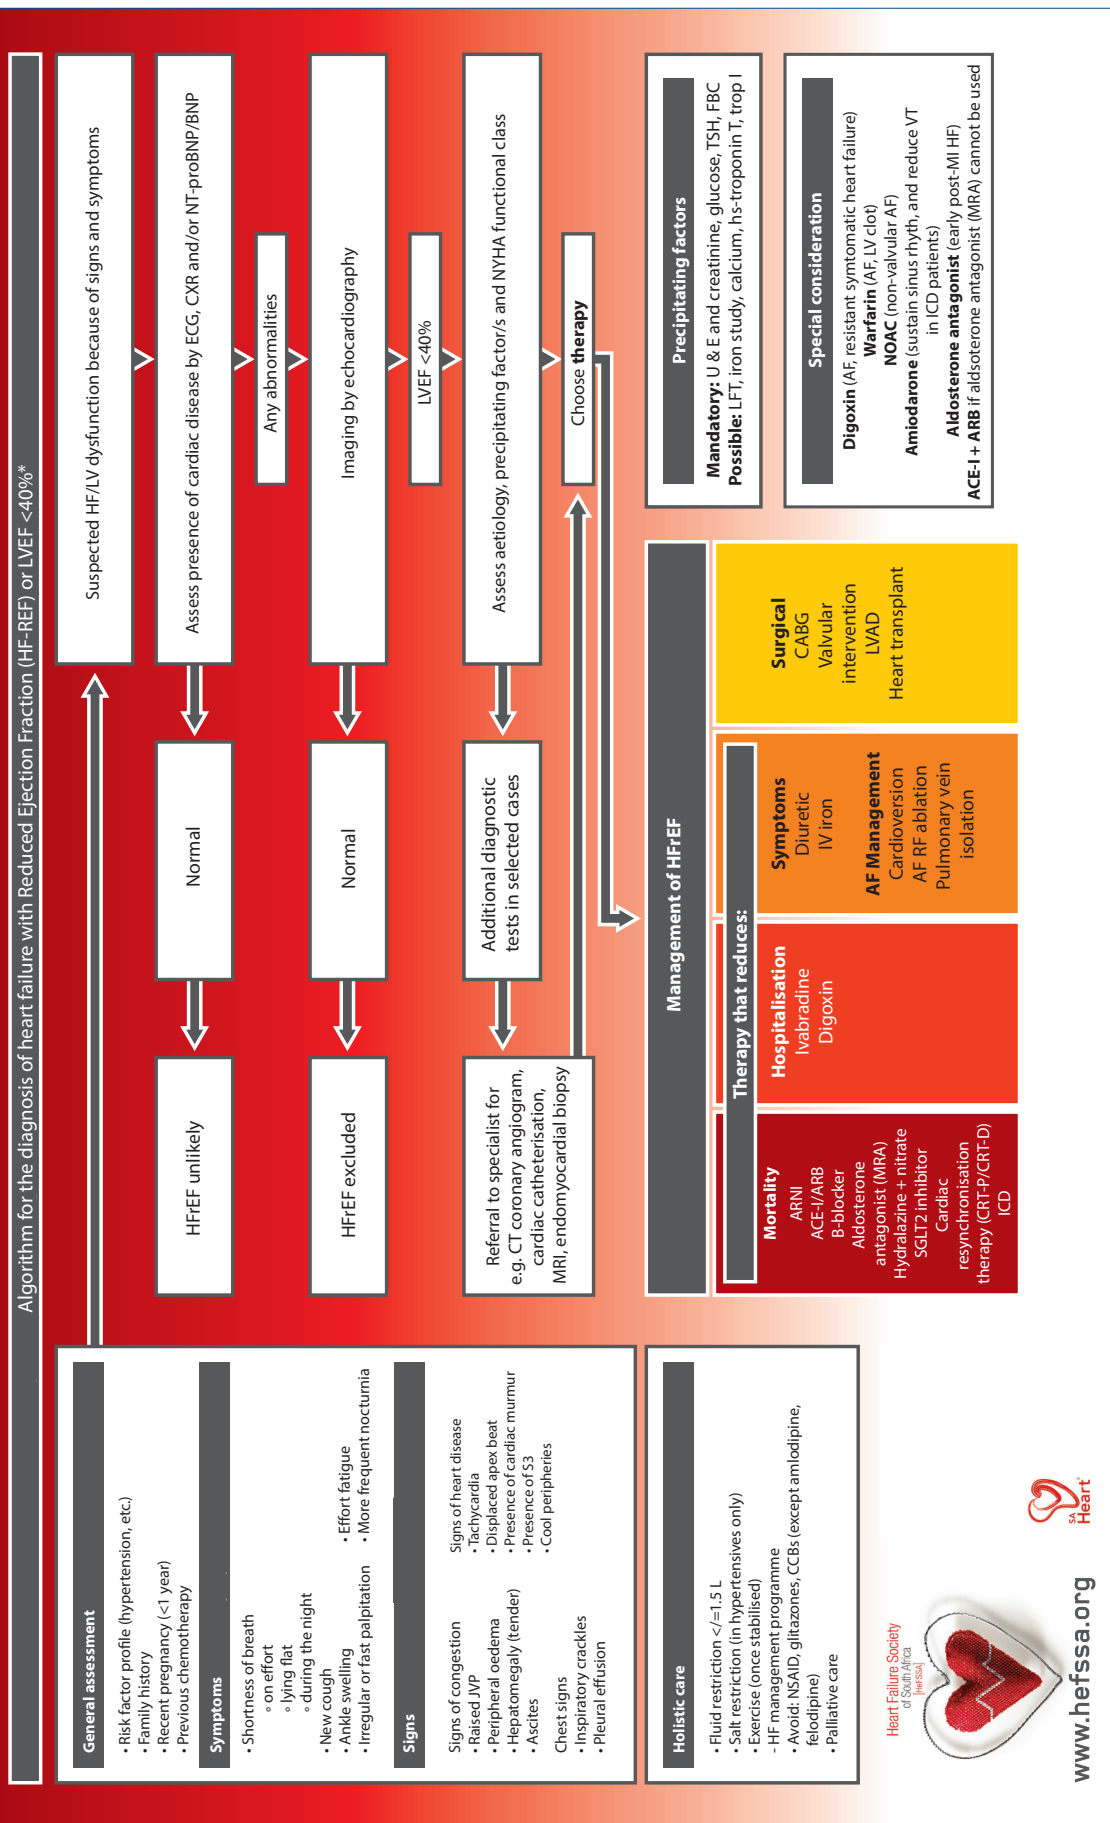 Algorithm for the diagnosis of heart failure with Reduced Ejection Fraction (HF-REF) or LVEF <40%*
General assessment
• Risk factor profile (hypertension, etc.)
• Family history
• Recent pregnancy (<1 year)
• Previous chemotherapy
Symptoms
• Shortness of breath
° on effort
° lying flat
° during the night
• New cough
• Ankle swelling
• Irregular or fast palpitation
• Effort fatigue
• More frequent nocturnia
Signs
Signs of congestion
• Raised JVP
• Peripheral oedema
• Hepatomegaly (tender)
• Ascites
Chest signs
• Inspiratory crackles
• Pleural effusion
Signs of heart disease
• Tachycardia
• Displaced apex beat
• Presence of cardiac murmur
• Presence of S3
• Cool peripheries
Suspected HF/LV dysfunction because of signs and symptoms
HFrEF unlikely
Normal
Assess presence of cardiac disease by ECG, CXR and/or NT-proBNP/BNP
Any abnormalities
HFrEF excluded
Normal
Imaging by echocardiography
LVEF <40%
Referral to specialist for
e.g. CT coronary angiogram,
cardiac catheterisation,
MRI, endomyocardial biopsy
Additional diagnostic
tests in selected cases
Assess aetiology, precipitating factor/s and NYHA functional class
Choose therapy
Holistic care
• Fluid restriction </=1.5 L
• Salt restriction (in hypertensives only)
• Exercise (once stabilised)
- HF management programme
• Avoid: NSAID, glitazones, CCBs (except amlodipine,
felodipine)
• Palliative care
Management of HFrEF
Therapy that reduces:
Mortality
ARNI
ACE-I/ARB
B-blocker
Aldosterone
antagonist (MRA)
Hydralazine + nitrate
SGLT2 inhibitor
Cardiac
resynchronisation
therapy (CRT-P/CRT-D)
ICD
Hospitalisation
Ivabradine
Digoxin
Symptoms
Diuretic
IV iron
AF Management
Cardioversion
AF RF ablation
Pulmonary vein
isolation
Surgical
CABG
Valvular
intervention
LVAD
Heart transplant
Precipitating factors
Mandatory: U & E and creatinine, glucose, TSH, FBC
Possible: LFT, iron study, calcium, hs-troponin T, trop I
Special consideration
Digoxin (AF, resistant symtomatic heart failure)
Warfarin (AF, LV clot)
NOAC (non-valvular AF)
Amiodarone (sustain sinus rhyth, and reduce VT
in ICD patients)
Aldosterone antagonist (early post-MI HF)
ACE-I + ARB if aldsoterone antagonist (MRA) cannot be used
Heart Failure Society
of South Africa
[HeFSSA]
SA
Heart
www.hefssa.org